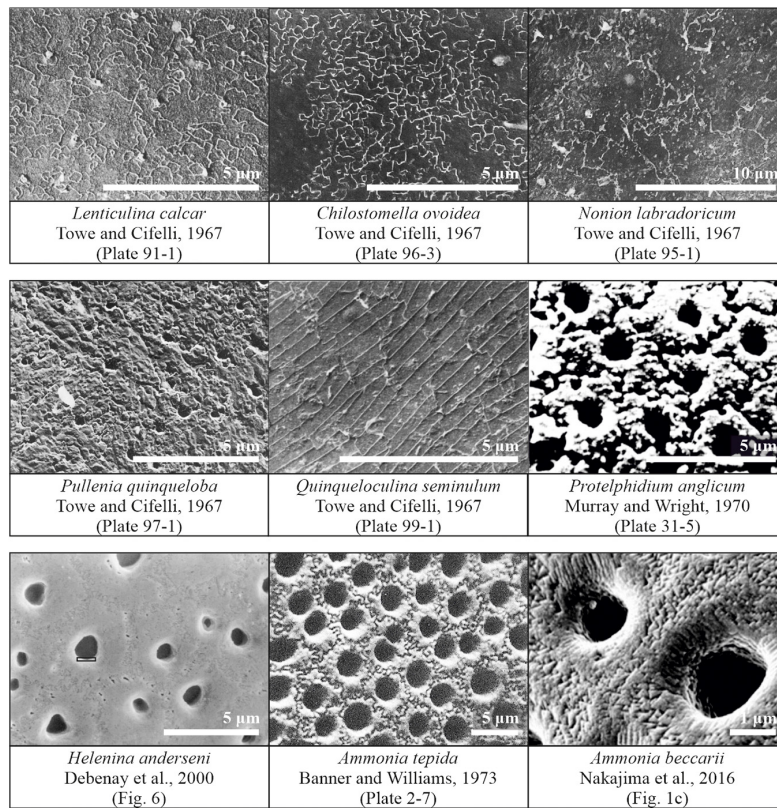 5 µm
5 µm
10 µm
Lenticulina calcar
Towe and Cifelli, 1967
(Plate 91-1)
Chilostomella ovoidea
Towe and Cifelli, 1967
(Plate 96-3)
Nonion labradoricum
Towe and Cifelli, 1967
(Plate 95-1)
5 µm
5 µm
5 µm
Pullenia quinqueloba
Towe and Cifelli, 1967
(Plate 97-1)
Quinqueloculina seminulum
Towe and Cifelli, 1967
(Plate 99-1)
Protelphidium anglicum
Murray and Wright, 1970
(Plate 31-5)
5 µm
5 µm
1 µm
Helenina anderseni
Debenay et al., 2000
(Fig. 6)
Ammonia tepida
Banner and Williams, 1973
(Plate 2-7)
Ammonia beccarii
Nakajima et al., 2016
(Fig. 1c)